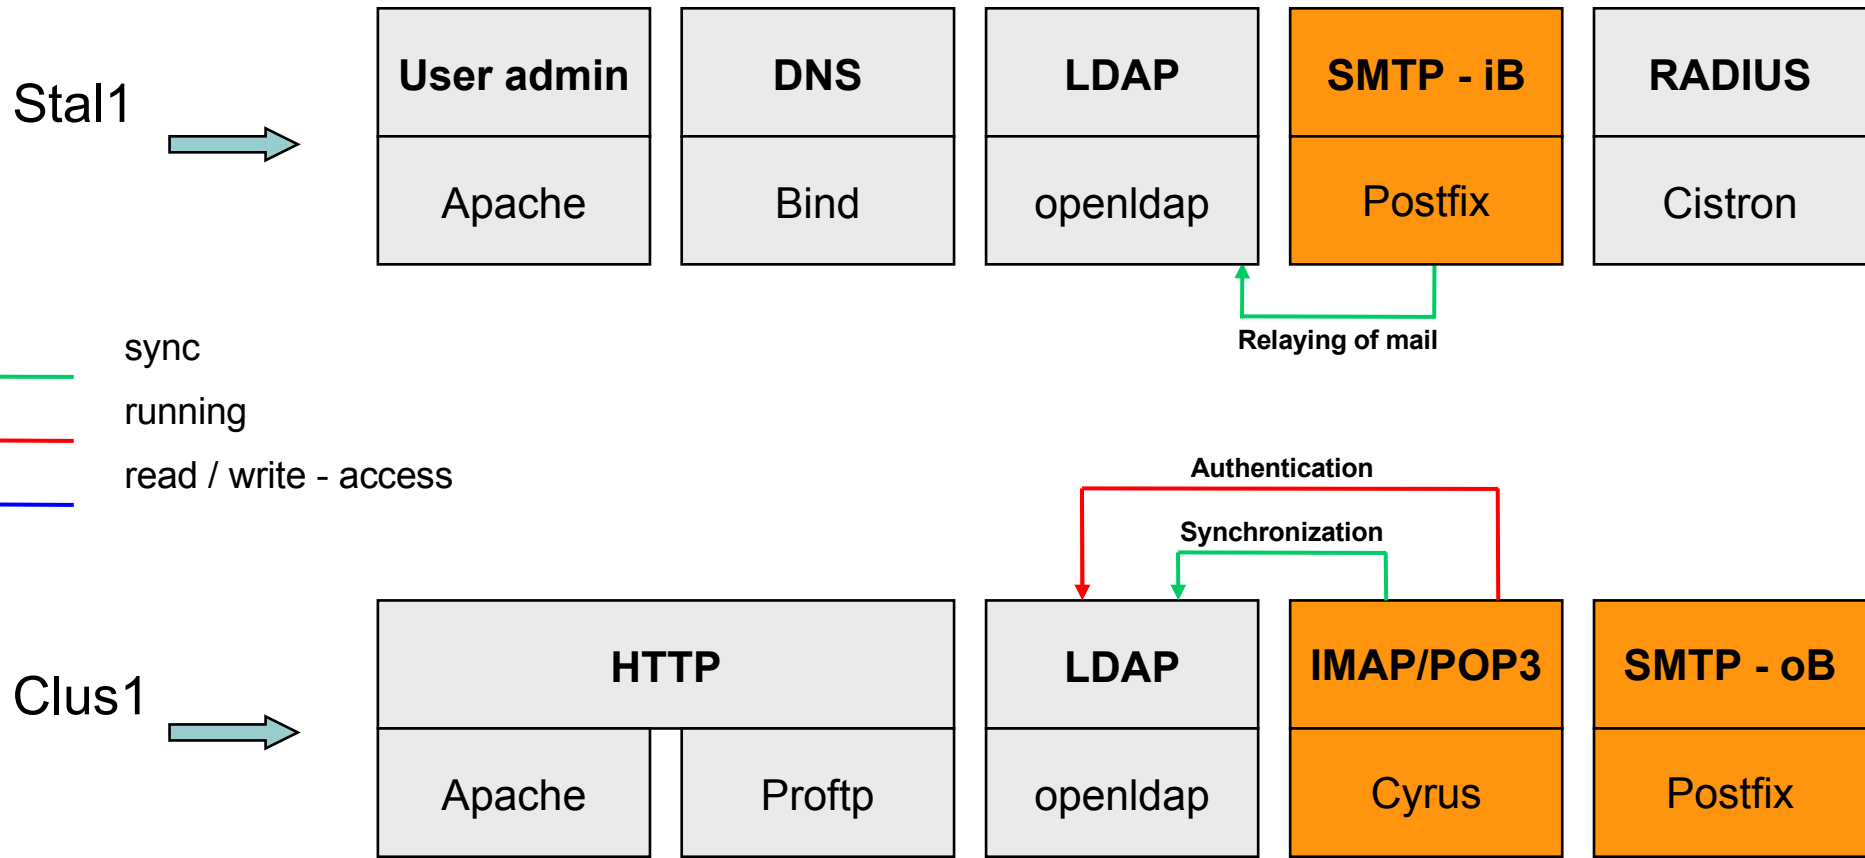 Stal1
User admin
DNS
LDAP
SMTP - iB
RADIUS
Apache
Bind
openldap
Postfix
Cistron
Relaying of mail
sync
running
read / write - access
Authentication
Synchronization
Clus1
HTTP
LDAP
IMAP/POP3
SMTP - oB
Apache
Proftp
openldap
Cyrus
Postfix